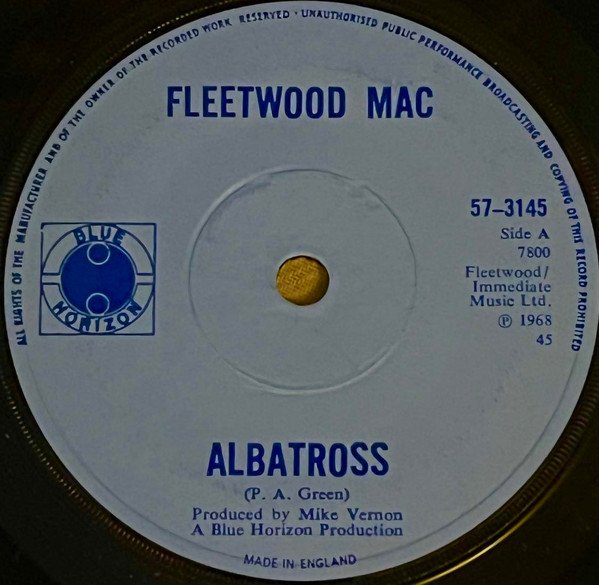 ALL RIGHTS OF THE MANUFACTURER AND OF THE OWNER OF THE RECORDED WORK RESERVED · UNAUTHORISED PUBLIC PERFORMANCE BROADCASTING AND COPYING OF THIS RECORD PROHIBITED
FLEETWOOD MAC
BLUE
HORIZON
57–3145
Side A
7800
Fleetwood/
Immediate
Music Ltd.
℗ 1968
45
ALBATROSS
(P. A. Green)
Produced by Mike Vernon
A Blue Horizon Production
MADE IN ENGLAND